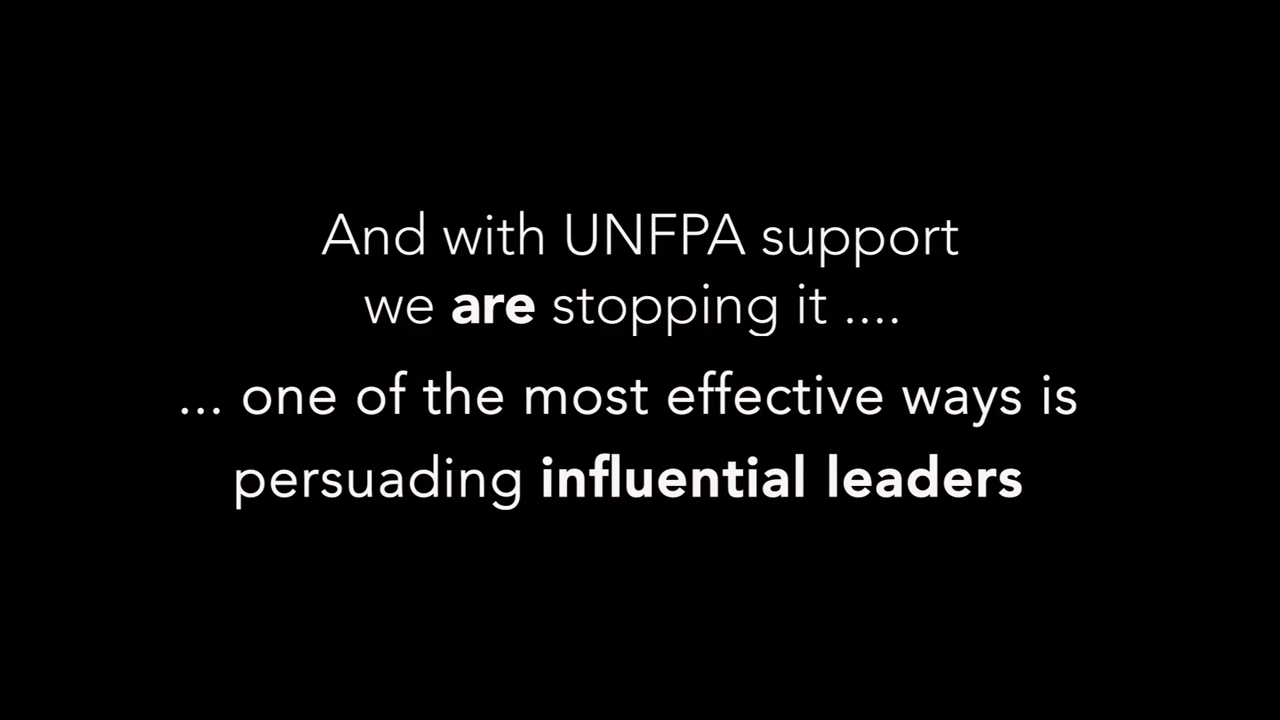 And with UNFPA support
we are stopping it ....
... one of the most effective ways is
persuading influential leaders